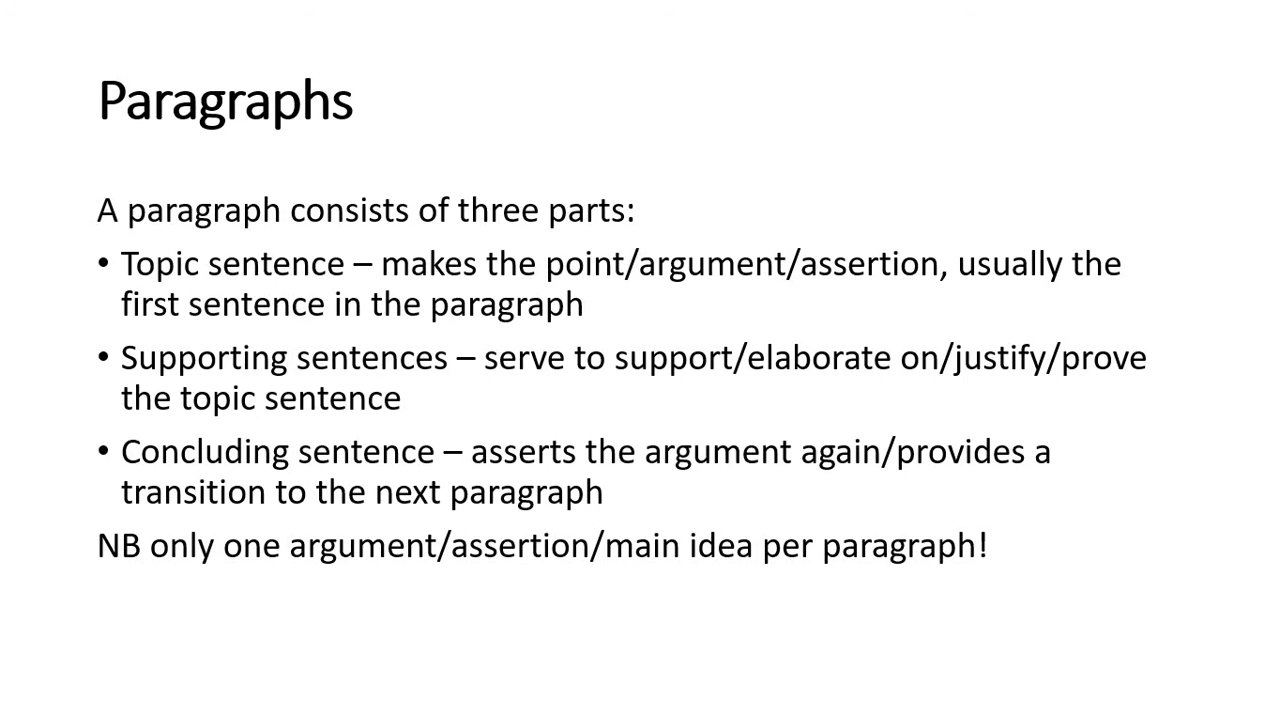 Paragraphs
A paragraph consists of three parts:
• Topic sentence – makes the point/argument/assertion, usually the
first sentence in the paragraph
• Supporting sentences – serve to support/elaborate on/justify/prove
the topic sentence
• Concluding sentence – asserts the argument again/provides a
transition to the next paragraph
NB only one argument/assertion/main idea per paragraph!